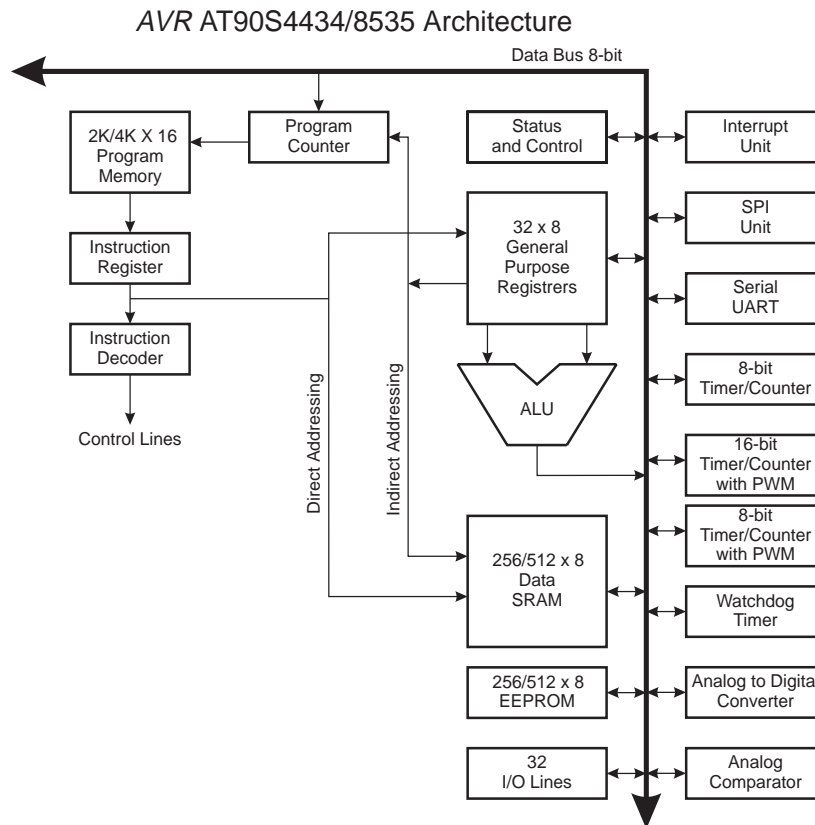 AVR AT90S4434/8535 Architecture
Data Bus 8-bit
2K/4K X 16
Program
Memory
Program
Counter
Status
and Control
Interrupt
Unit
Instruction
Register
32 x 8
General
Purpose
Registrers
SPI
Unit
Serial
UART
Instruction
Decoder
Control Lines
Direct Addressing
Indirect Addressing
ALU
8-bit
Timer/Counter
16-bit
Timer/Counter
with PWM
8-bit
Timer/Counter
with PWM
256/512 x 8
Data
SRAM
Watchdog
Timer
256/512 x 8
EEPROM
Analog to Digital
Converter
32
I/O Lines
Analog
Comparator